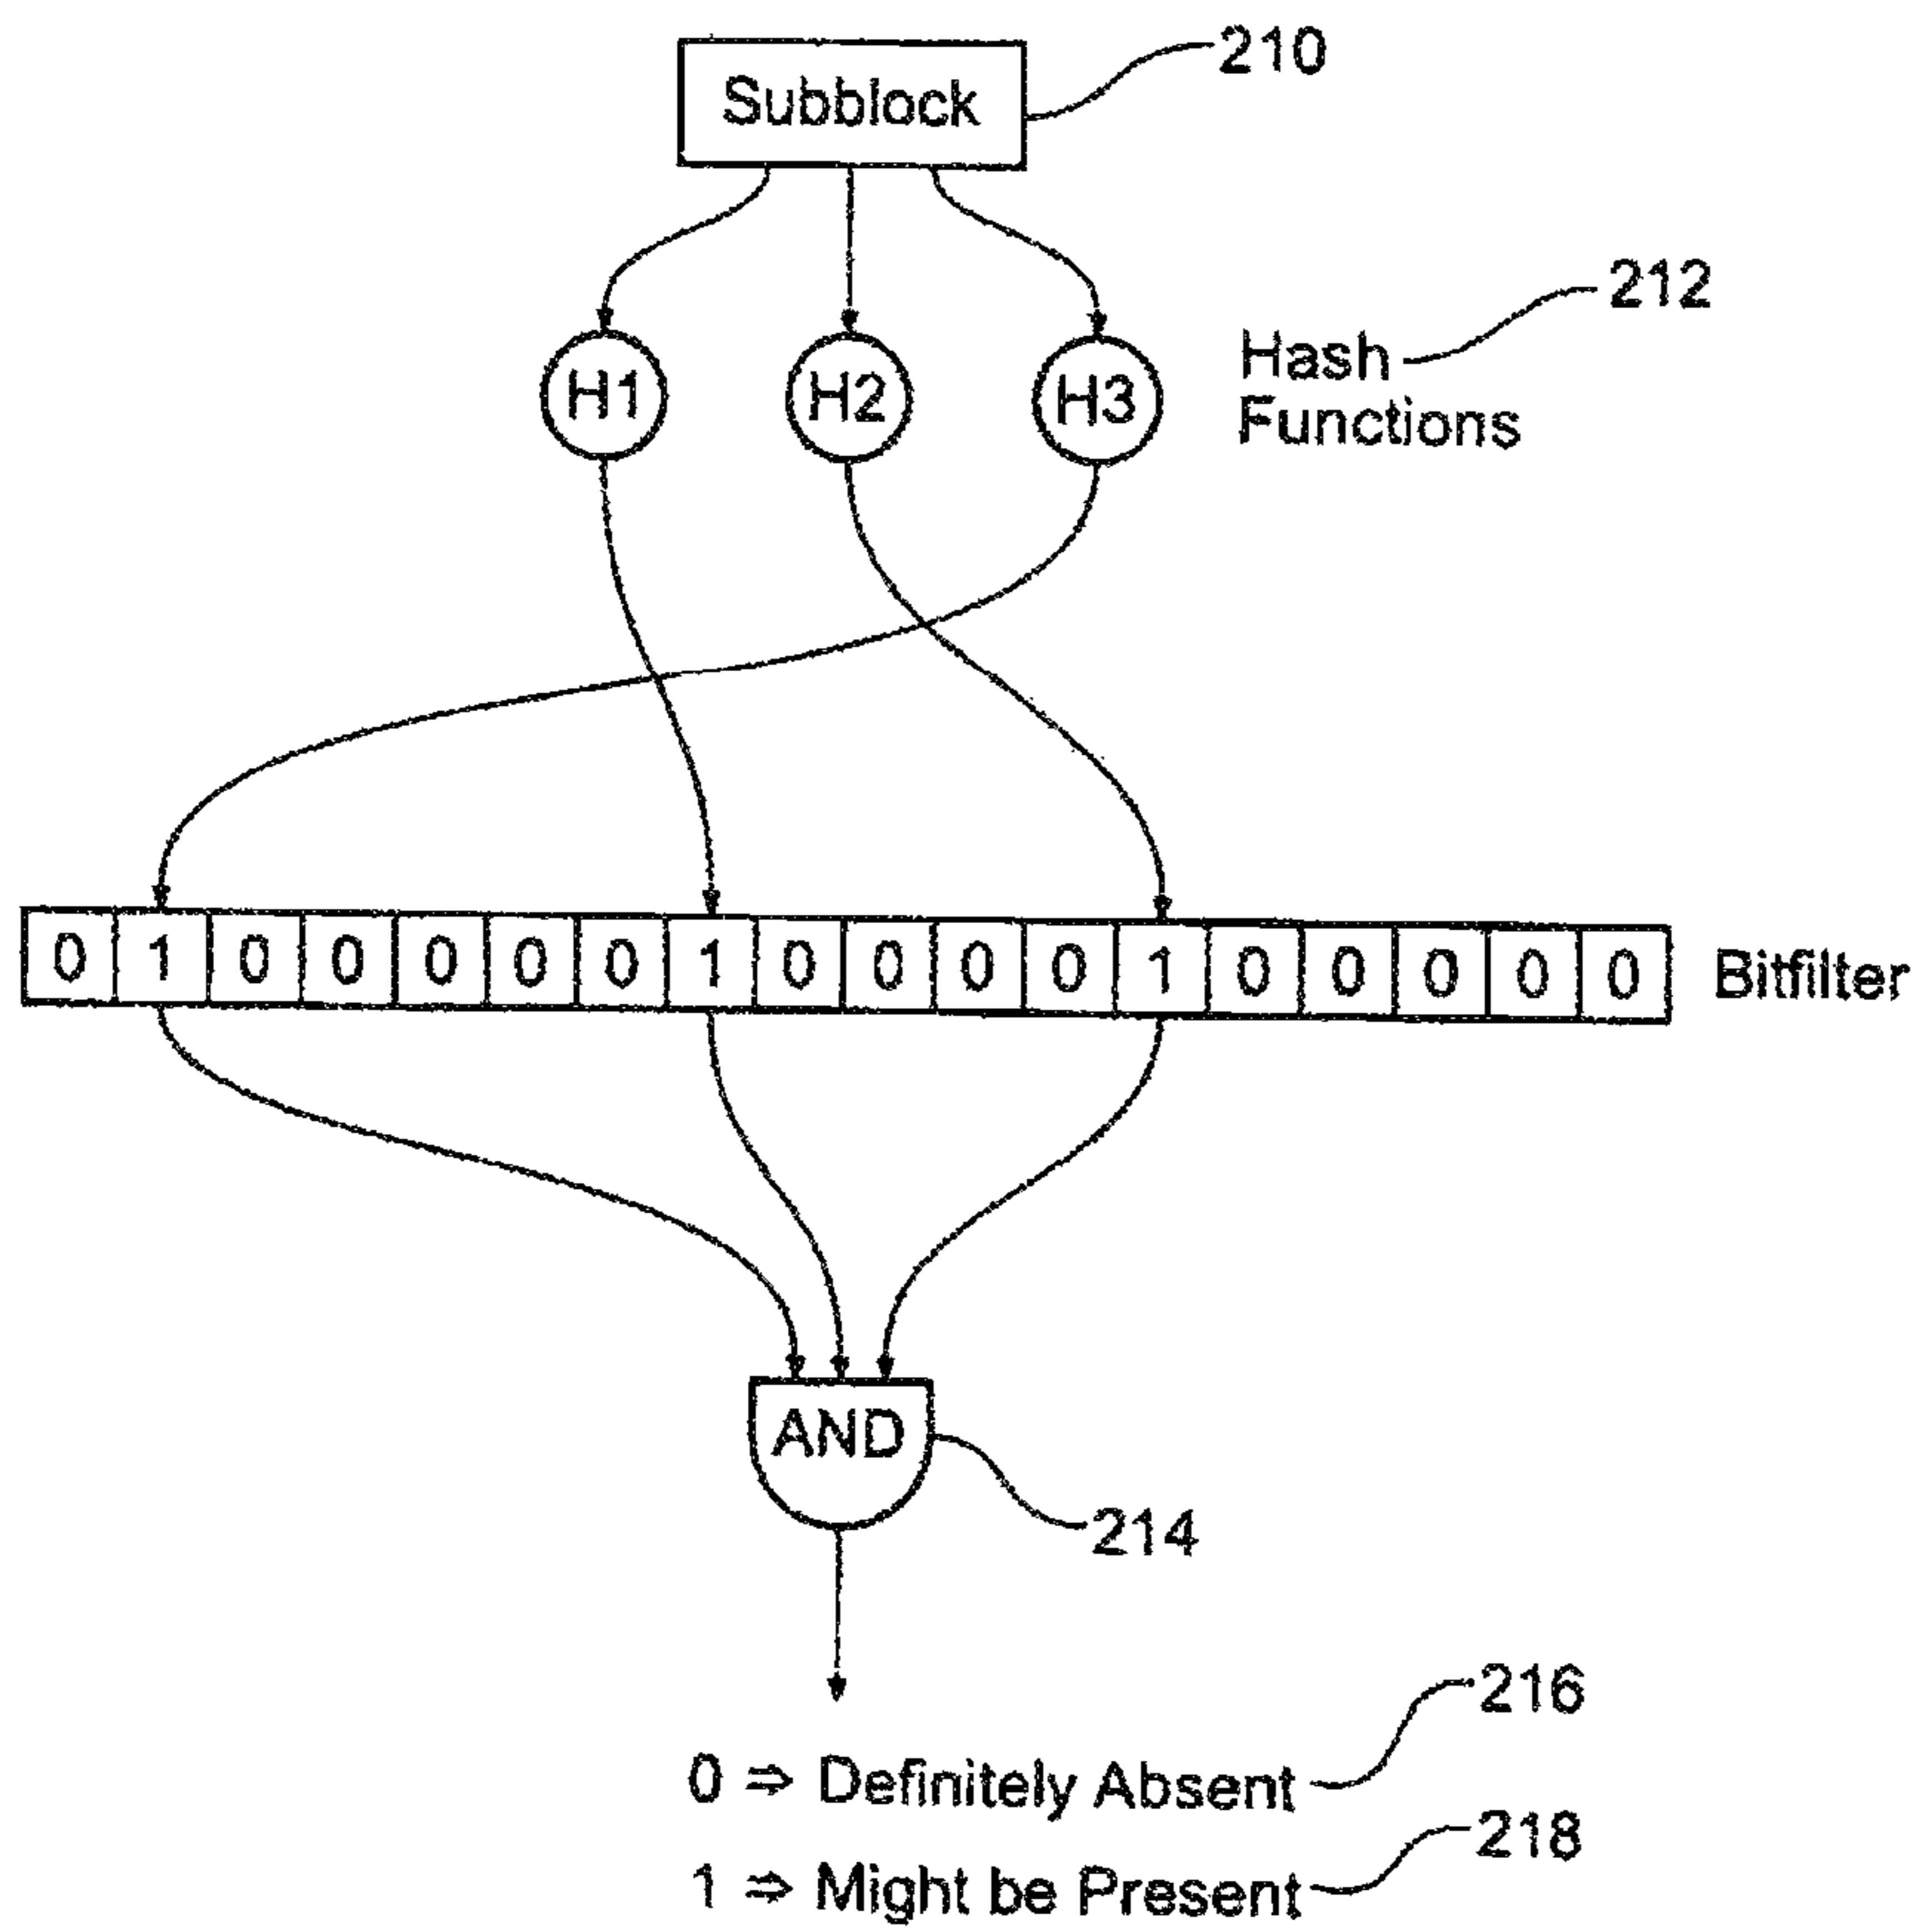 210
Subblock
212
Hash
Functions
H1 H2 H3
0 1 0 0 0 0 0 1 0 0 0 0 1 0 0 0 0 0
Bitfilter
AND
214
216
0 ⇒ Definitely Absent
218
1 ⇒ Might be Present